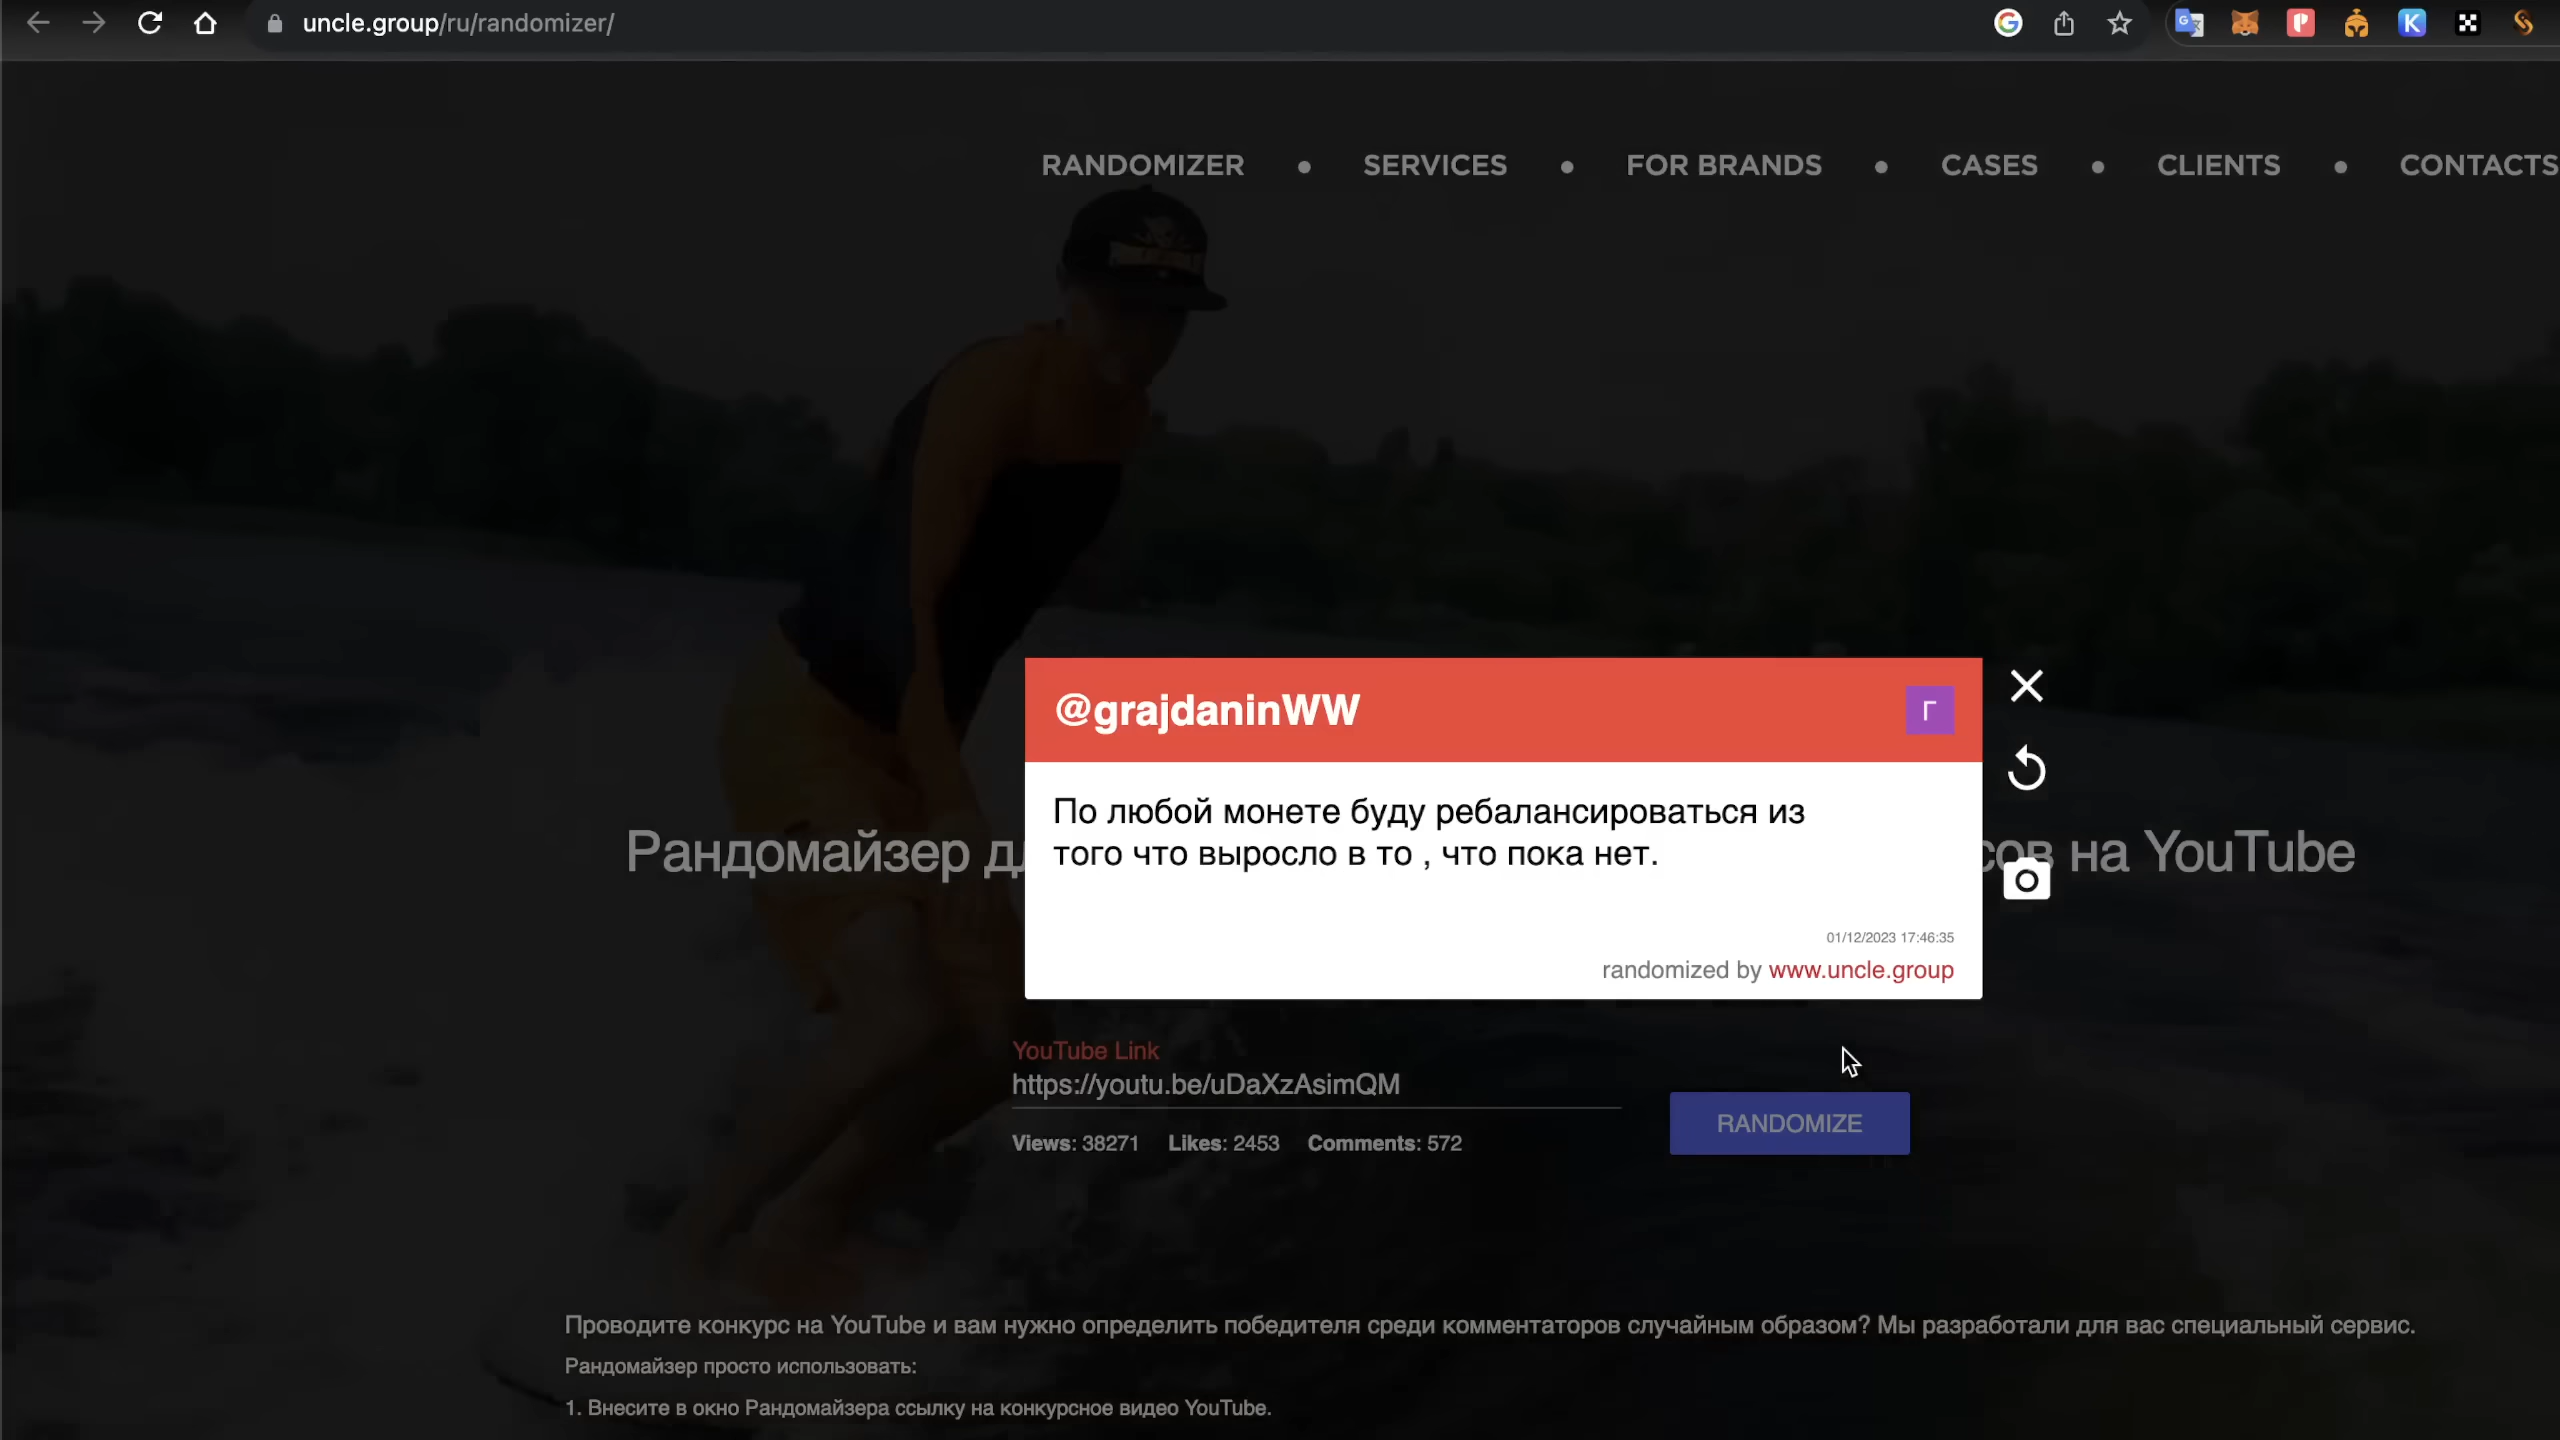 uncle.group/ru/randomizer/
RANDOMIZER • SERVICES • FOR BRANDS • CASES • CLIENTS • CONTACTS
@grajdaninWW
Г
По любой монете буду ребалансироваться из
того что выросло в то , что пока нет.
01/12/2023 17:46:35
randomized by www.uncle.group
Рандомайзер
на YouTube
YouTube Link
https://youtu.be/uDaXzAsimQM
RANDOMIZE
Views: 38271 Likes: 2453 Comments: 572
Проводите конкурс на YouTube и вам нужно определить победителя среди комментаторов случайным образом? Мы разработали для вас специальный сервис.
Рандомайзер просто использовать:
1. Внесите в окно Рандомайзера ссылку на конкурсное видео YouTube.